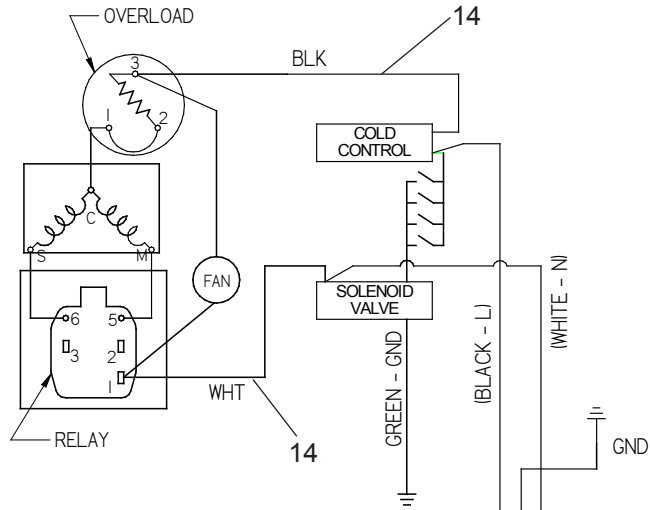 OVERLOAD
14
3
BLK
1
2
COLD
CONTROL
C
S
M
FAN
SOLENOID
VALVE
6
5
3
2
1
WHT
GREEN - GND
(BLACK - L)
(WHITE - N)
RELAY
14
GND